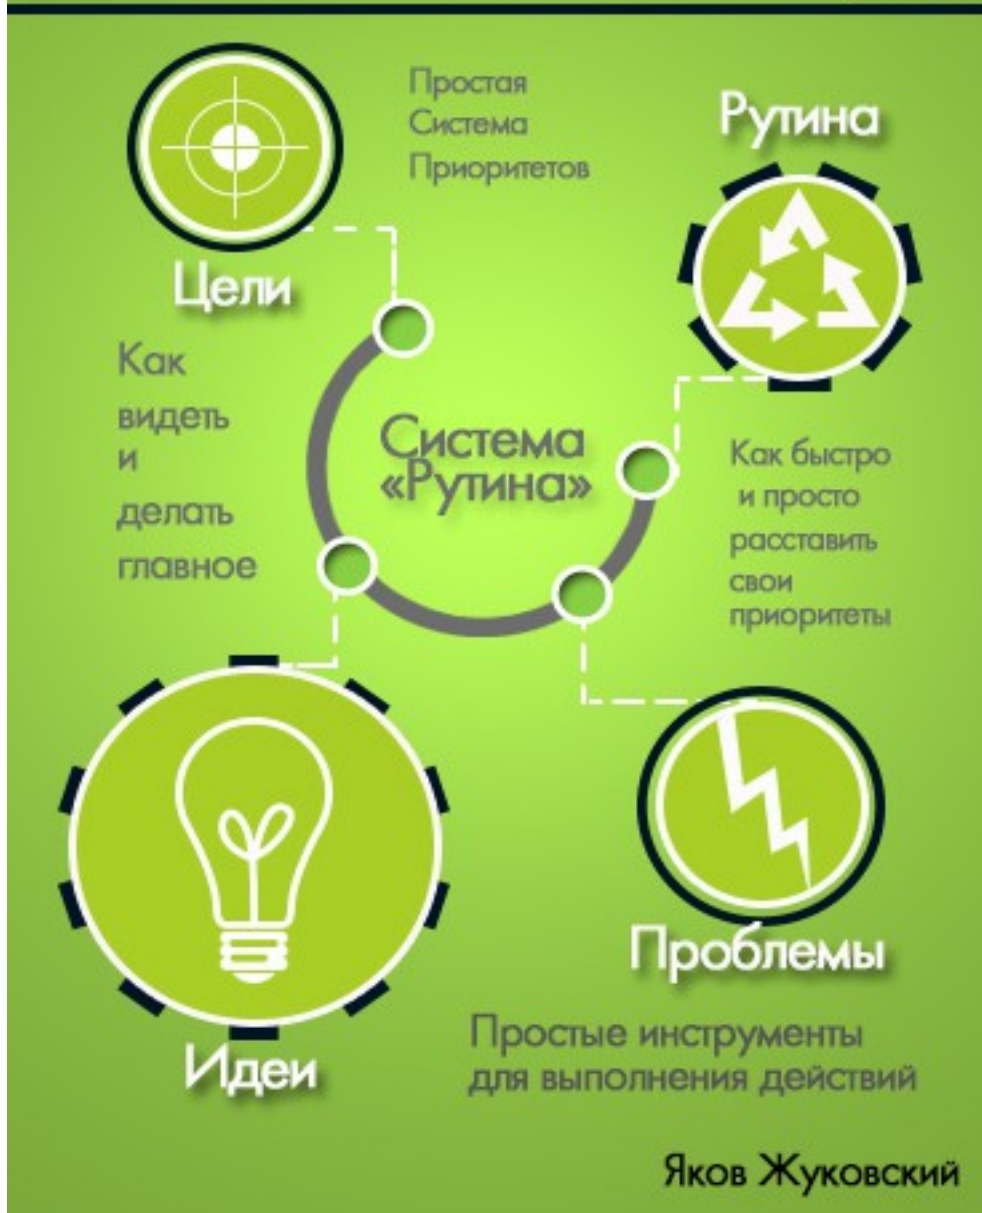 Простая
Система
Приоритетов
Рутина
Цели
Как
видеть
и
делать
главное
Система
«Рутина»
Как быстро
и просто
расставить
свои
приоритеты
Проблемы
Идеи
Простые инструменты
для выполнения действий
Яков Жуковский